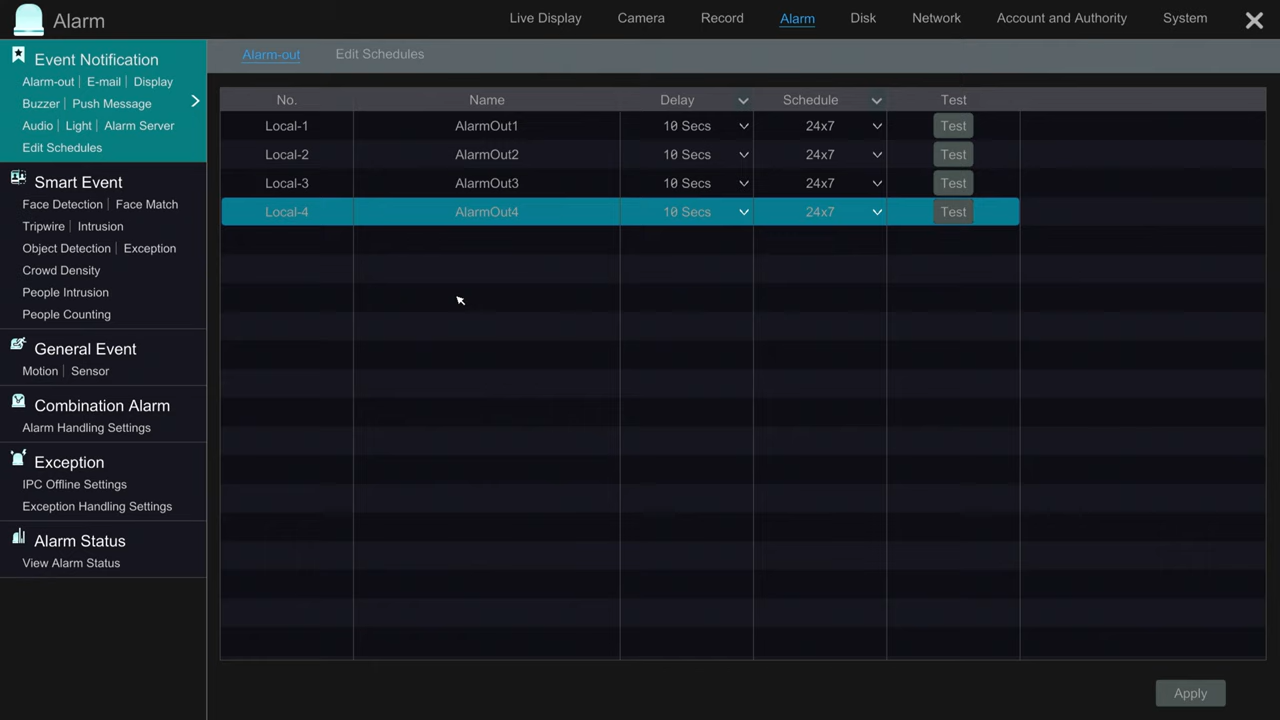 Alarm
Live Display Camera Record Alarm Disk Network Account and Authority System
Event Notification
Alarm-out | E-mail | Display
Buzzer | Push Message
Audio | Light | Alarm Server
Edit Schedules
Smart Event
Face Detection | Face Match
Tripwire | Intrusion
Object Detection | Exception
Crowd Density
People Intrusion
People Counting
General Event
Motion | Sensor
Combination Alarm
Alarm Handling Settings
Exception
IPC Offline Settings
Exception Handling Settings
Alarm Status
View Alarm Status
Alarm-out Edit Schedules
No. Name Delay Schedule Test
Local-1 AlarmOut1 10 Secs 24x7 Test
Local-2 AlarmOut2 10 Secs 24x7 Test
Local-3 AlarmOut3 10 Secs 24x7 Test
Local-4 AlarmOut4 10 Secs 24x7 Test
Apply